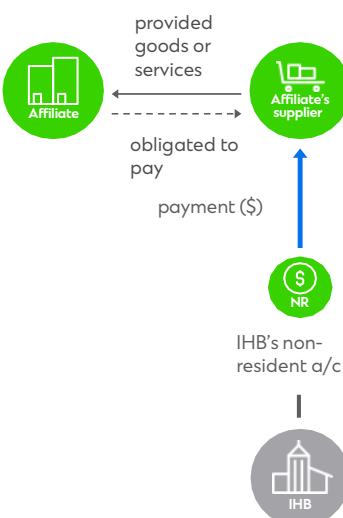 provided
goods or
services
Affiliate
Affiliate's
supplier
obligated to
pay
payment ($)
$
NR
IHB's non-
resident a/c
IHB